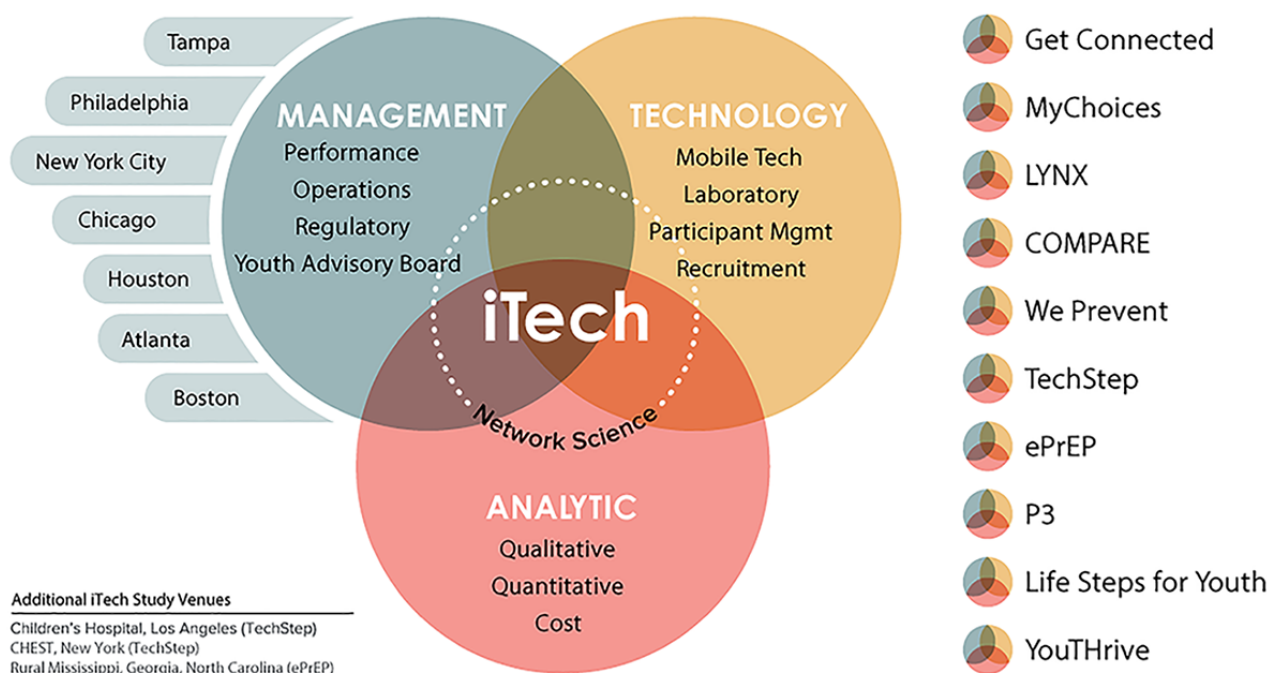 Tampa
Philadelphia
New York City
Chicago
Houston
Atlanta
Boston
MANAGEMENT
Performance
Operations
Regulatory
Youth Advisory Board
TECHNOLOGY
Mobile Tech
Laboratory
Participant Mgmt
Recruitment
iTech
Network Science
ANALYTIC
Qualitative
Quantitative
Cost
Get Connected
MyChoices
LYNX
COMPARE
We Prevent
TechStep
ePrEP
P3
Life Steps for Youth
YouTHrive
Additional iTech Study Venues
Children's Hospital, Los Angeles (TechStep)
CHEST, New York (TechStep)
Rural Mississippi, Georgia, North Carolina (ePrEP)